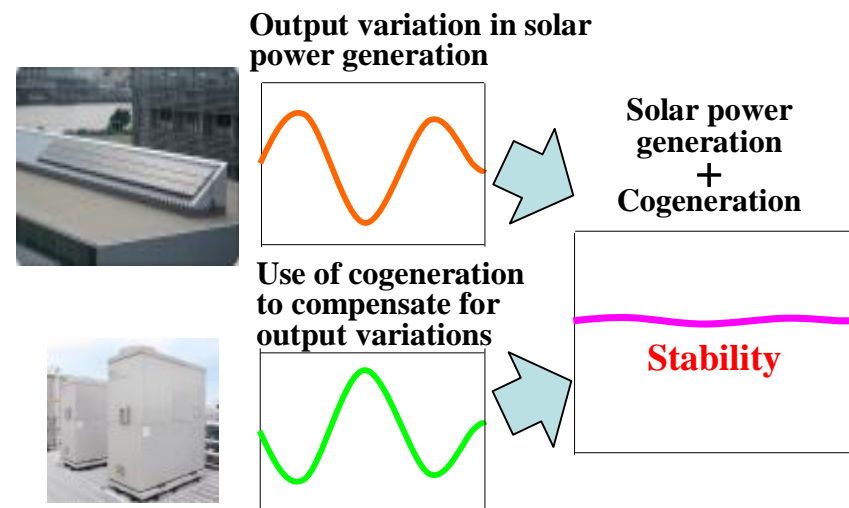 Output variation in solar
power generation
Solar power
generation
+
Cogeneration
Use of cogeneration
to compensate for
output variations
Stability